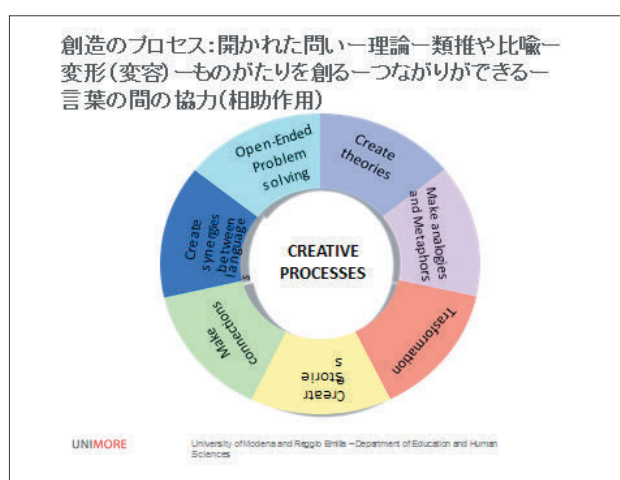 創造のプロセス：開かれた問いー理論ー類推や比喩ー
変形（変容）ーものがたりを創るーつながりができるー
言葉の間の協力（相助作用）
Open-Ended
Problem
solving
Create
theories
Make analogies
and Metaphors
Trasformation
Creatr
Storie
s
Make
connections
Create
synergies
between
language
s
CREATIVE
PROCESSES
UNIMORE
University of Modena and Reggio Emilia – Department of Education and Human
Sciences